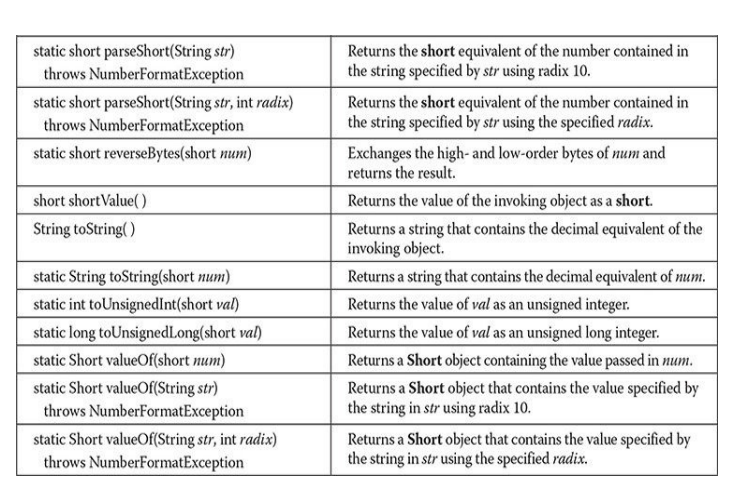 static short parseShort(String str)
throws NumberFormatException
Returns the short equivalent of the number contained in
the string specified by str using radix 10.
static short parseShort(String str, int radix)
throws NumberFormatException
Returns the short equivalent of the number contained in
the string specified by str using the specified radix.
static short reverseBytes(short num)
Exchanges the high- and low-order bytes of num and
returns the result.
short shortValue( )
Returns the value of the invoking object as a short.
String toString( )
Returns a string that contains the decimal equivalent of the
invoking object.
static String toString(short num)
Returns a string that contains the decimal equivalent of num.
static int toUnsignedInt(short val)
Returns the value of val as an unsigned integer.
static long toUnsignedLong(short val)
Returns the value of val as an unsigned long integer.
static Short valueOf(short num)
Returns a Short object containing the value passed in num.
static Short valueOf(String str)
throws NumberFormatException
Returns a Short object that contains the value specified by
the string in str using radix 10.
static Short valueOf(String str, int radix)
throws NumberFormatException
Returns a Short object that contains the value specified by
the string in str using the specified radix.